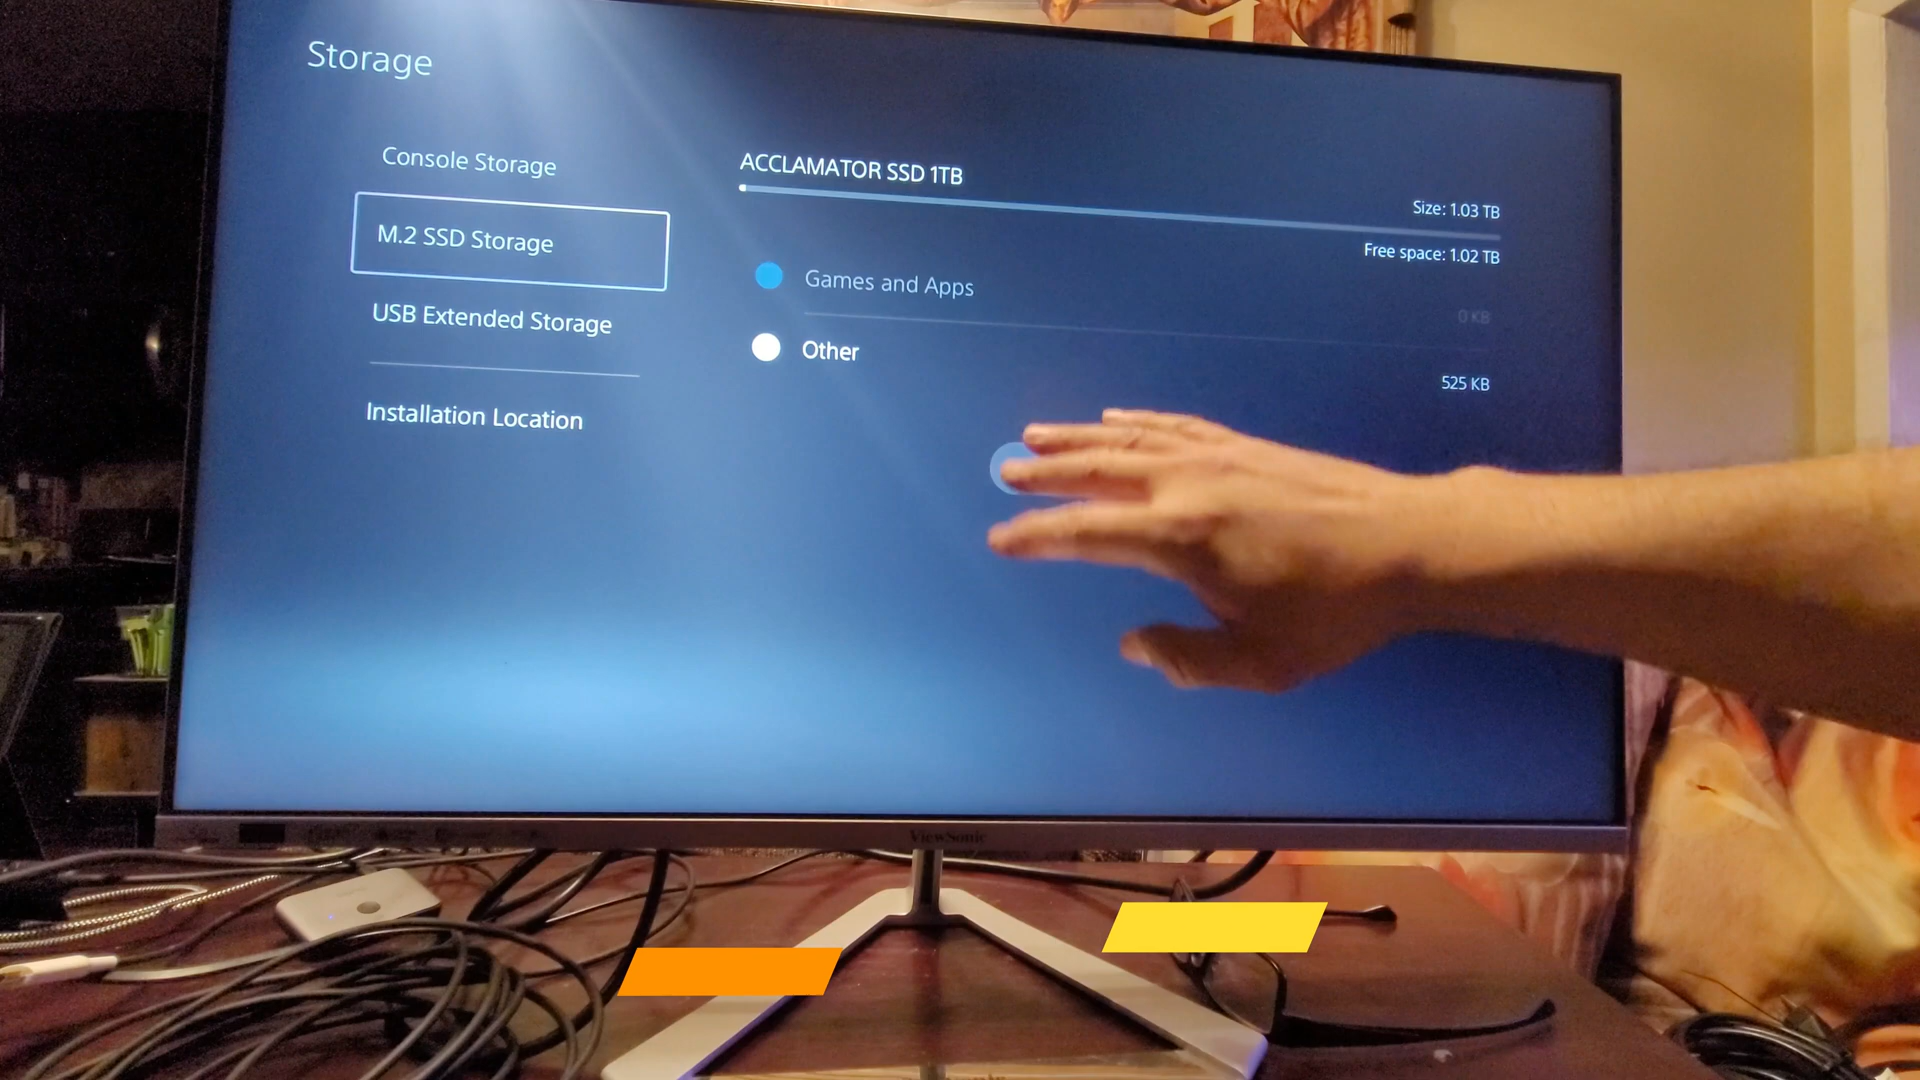 Storage
Console Storage
M.2 SSD Storage
USB Extended Storage
Installation Location
ACCLAMATOR SSD 1TB
Size: 1.03 TB
Free space: 1.02 TB
Games and Apps
0 KB
Other
525 KB
ViewSonic